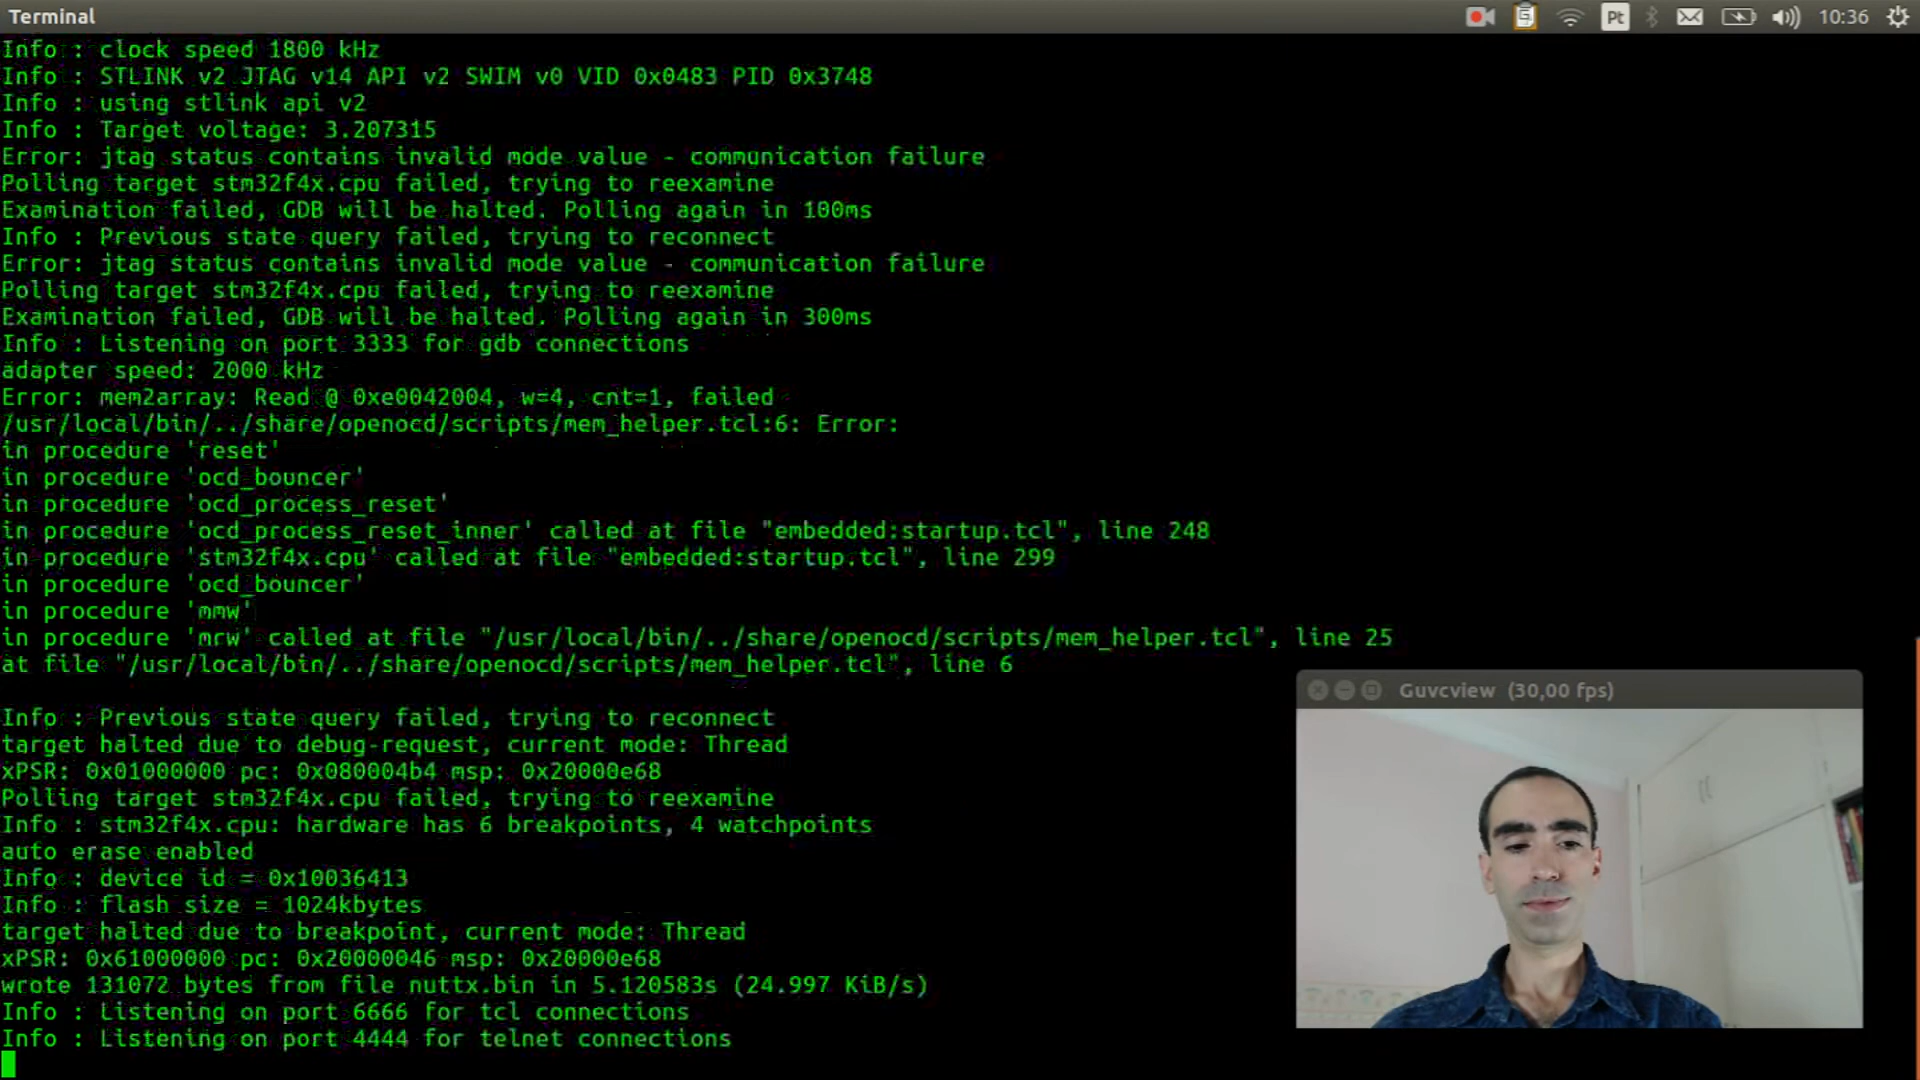 Terminal
Pt
10:36
Info : clock speed 1800 kHz
Info : STLINK v2 JTAG v14 API v2 SWIM v0 VID 0x0483 PID 0x3748
Info : using stlink api v2
Info : Target voltage: 3.207315
Error: jtag status contains invalid mode value - communication failure
Polling target stm32f4x.cpu failed, trying to reexamine
Examination failed, GDB will be halted. Polling again in 100ms
Info : Previous state query failed, trying to reconnect
Error: jtag status contains invalid mode value - communication failure
Polling target stm32f4x.cpu failed, trying to reexamine
Examination failed, GDB will be halted. Polling again in 300ms
Info : Listening on port 3333 for gdb connections
adapter speed: 2000 kHz
Error: mem2array: Read @ 0xe0042004, w=4, cnt=1, failed
/usr/local/bin/../share/openocd/scripts/mem_helper.tcl:6: Error:
in procedure 'reset'
in procedure 'ocd_bouncer'
in procedure 'ocd_process_reset'
in procedure 'ocd_process_reset_inner' called at file "embedded:startup.tcl", line 248
in procedure 'stm32f4x.cpu' called at file "embedded:startup.tcl", line 299
in procedure 'ocd_bouncer'
in procedure 'mmw'
in procedure 'mrw' called at file "/usr/local/bin/../share/openocd/scripts/mem_helper.tcl", line 25
at file "/usr/local/bin/../share/openocd/scripts/mem_helper.tcl", line 6
Info : Previous state query failed, trying to reconnect
target halted due to debug-request, current mode: Thread
xPSR: 0x01000000 pc: 0x080004b4 msp: 0x20000e68
Polling target stm32f4x.cpu failed, trying to reexamine
Info : stm32f4x.cpu: hardware has 6 breakpoints, 4 watchpoints
auto erase enabled
Info : device id = 0x10036413
Info : flash size = 1024kbytes
target halted due to breakpoint, current mode: Thread
xPSR: 0x61000000 pc: 0x20000046 msp: 0x20000e68
wrote 131072 bytes from file nuttx.bin in 5.120583s (24.997 KiB/s)
Info : Listening on port 6666 for tcl connections
Info : Listening on port 4444 for telnet connections
Guvcview (30,00 fps)